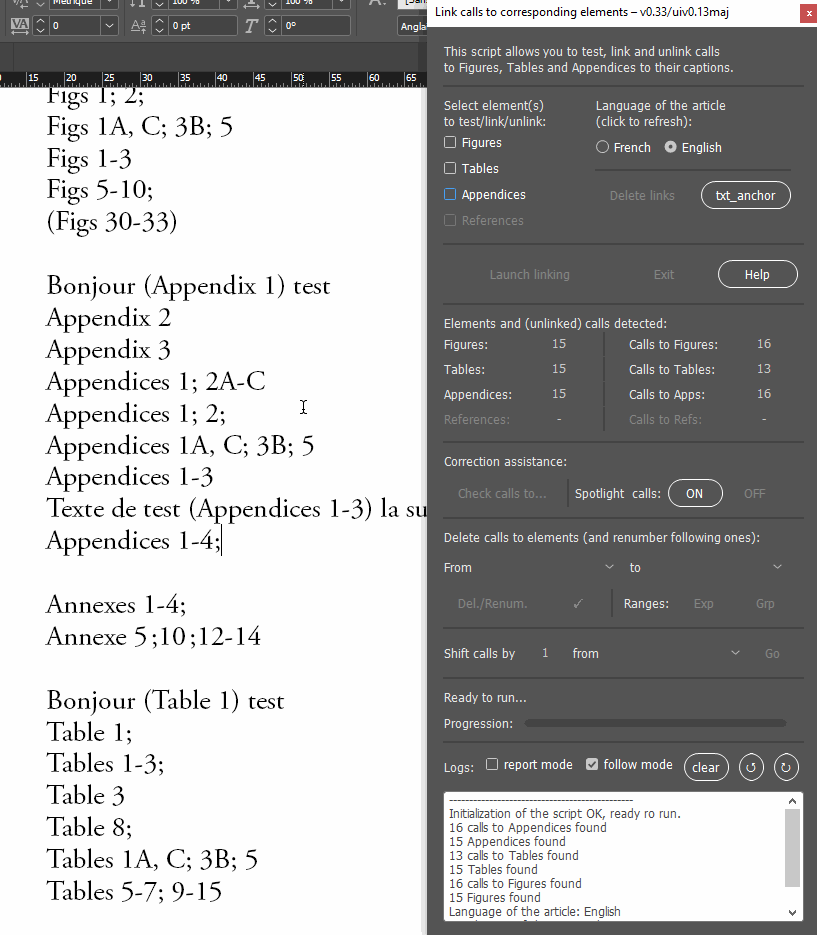 Métrique
100 %
100 %
0
0 pt
0°
Angla
15 20 25 30 35 40 45 50 55 60 65
Figs 1; 2;
Figs 1A, C; 3B; 5
Figs 1-3
Figs 5-10;
(Figs 30-33)
Bonjour (Appendix 1) test
Appendix 2
Appendix 3
Appendices 1; 2A-C
Appendices 1; 2;
Appendices 1A, C; 3B; 5
Appendices 1-3
Texte de test (Appendices 1-3) la su
Appendices 1-4;
Annexes 1-4;
Annexe 5 ;10 ;12-14
Bonjour (Table 1) test
Table 1;
Tables 1-3;
Table 3
Table 8;
Tables 1A, C; 3B; 5
Tables 5-7; 9-15
Link calls to corresponding elements – v0.33/uiv0.13maj
x
This script allows you to test, link and unlink calls
to Figures, Tables and Appendices to their captions.
Select element(s)
to test/link/unlink:
Figures
Tables
Appendices
References
Language of the article
(click to refresh):
French English
Delete links txt_anchor
Launch linking Exit Help
Elements and (unlinked) calls detected:
Figures: 15 Calls to Figures: 16
Tables: 15 Calls to Tables: 13
Appendices: 15 Calls to Apps: 16
References: - Calls to Refs: -
Correction assistance:
Check calls to... Spotlight calls: ON OFF
Delete calls to elements (and renumber following ones):
From to
Del./Renum. ✓ Ranges: Exp Grp
Shift calls by 1 from Go
Ready to run...
Progression:
Logs: report mode follow mode clear ↺ ↻
----------------------------------------------
Initialization of the script OK, ready ro run.
16 calls to Appendices found
15 Appendices found
13 calls to Tables found
15 Tables found
16 calls to Figures found
15 Figures found
Language of the article: English